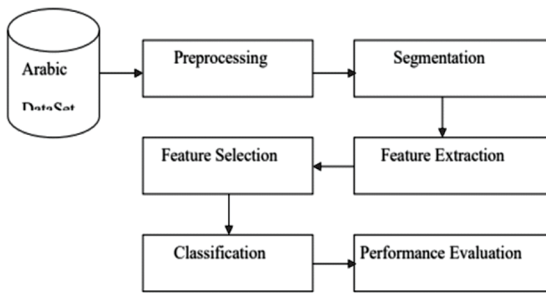 Arabic
DataSet
Preprocessing
Segmentation
Feature Extraction
Feature Selection
Classification
Performance Evaluation